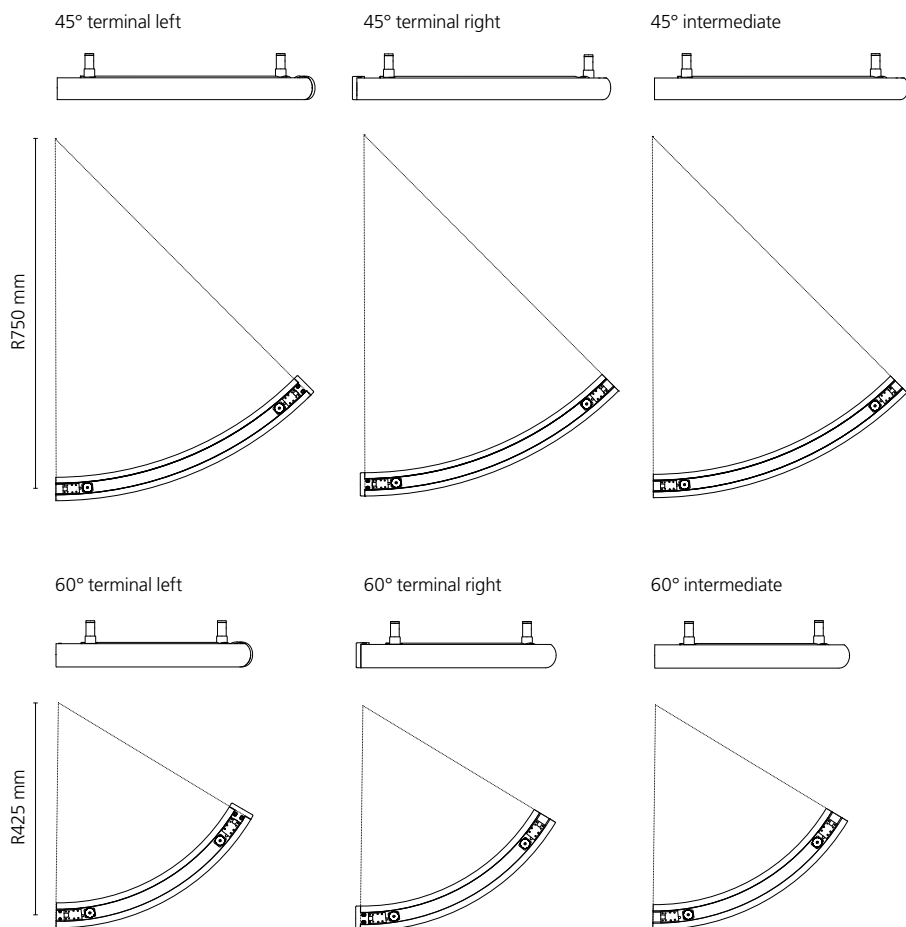 45° terminal left
45° terminal right
45° intermediate
R750 mm
60° terminal left
60° terminal right
60° intermediate
R425 mm